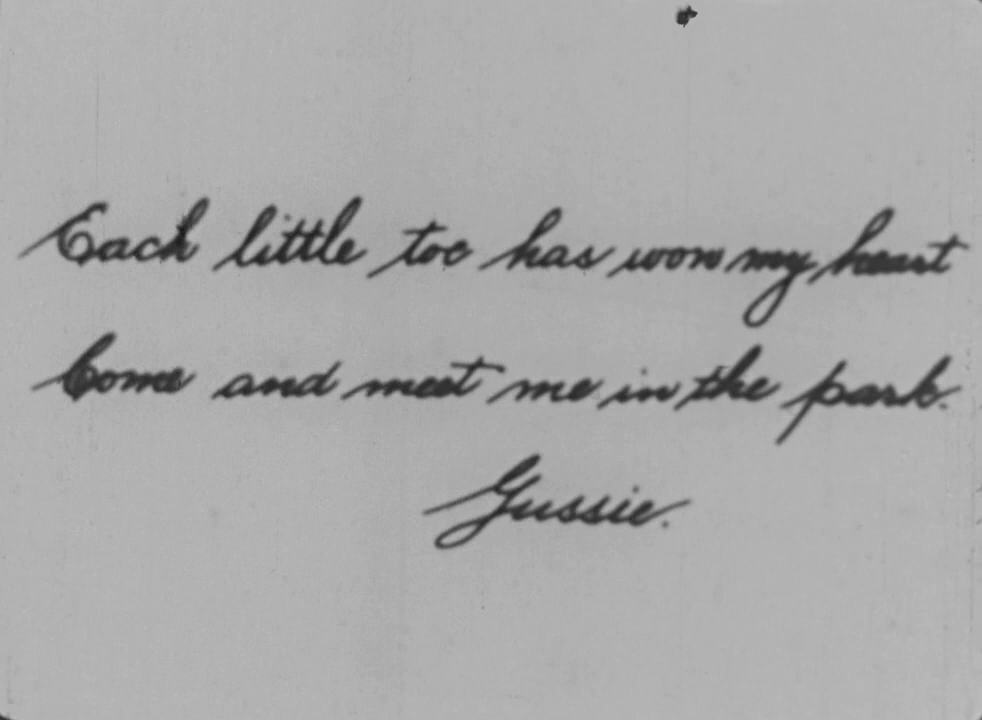 Each little toe has won my heart
Come and meet me in the park.
Gussie.